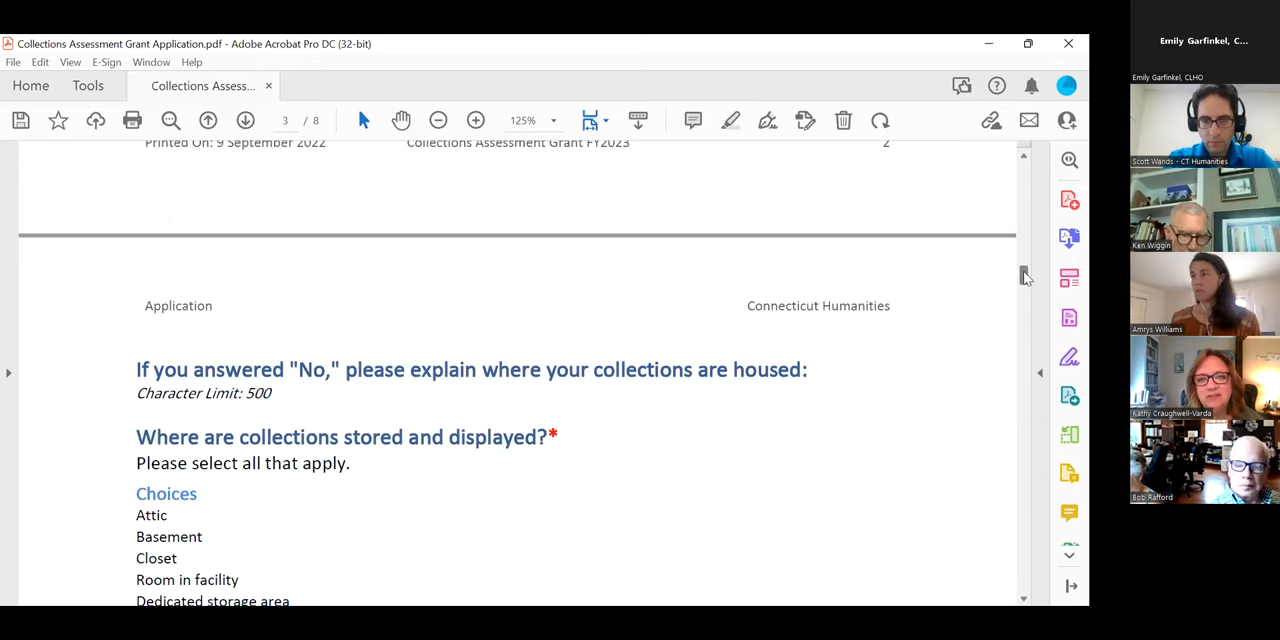 Collections Assessment Grant Application.pdf - Adobe Acrobat Pro DC (32-bit)
File Edit View E-Sign Window Help
Home Tools Collections Assess... ×
3 / 8 125%
Printed On: 9 September 2022 Collections Assessment Grant FY2023 2
Application Connecticut Humanities
If you answered "No," please explain where your collections are housed:
Character Limit: 500
Where are collections stored and displayed?*
Please select all that apply.
Choices
Attic
Basement
Closet
Room in facility
Dedicated storage area
Emily Garfinkel, C...
Emily Garfinkel, CLHO
Scott Wands - CT Humanities
Ken Wiggin
Amrys Williams
Kathy Craughwell-Varda
Bob Rafford